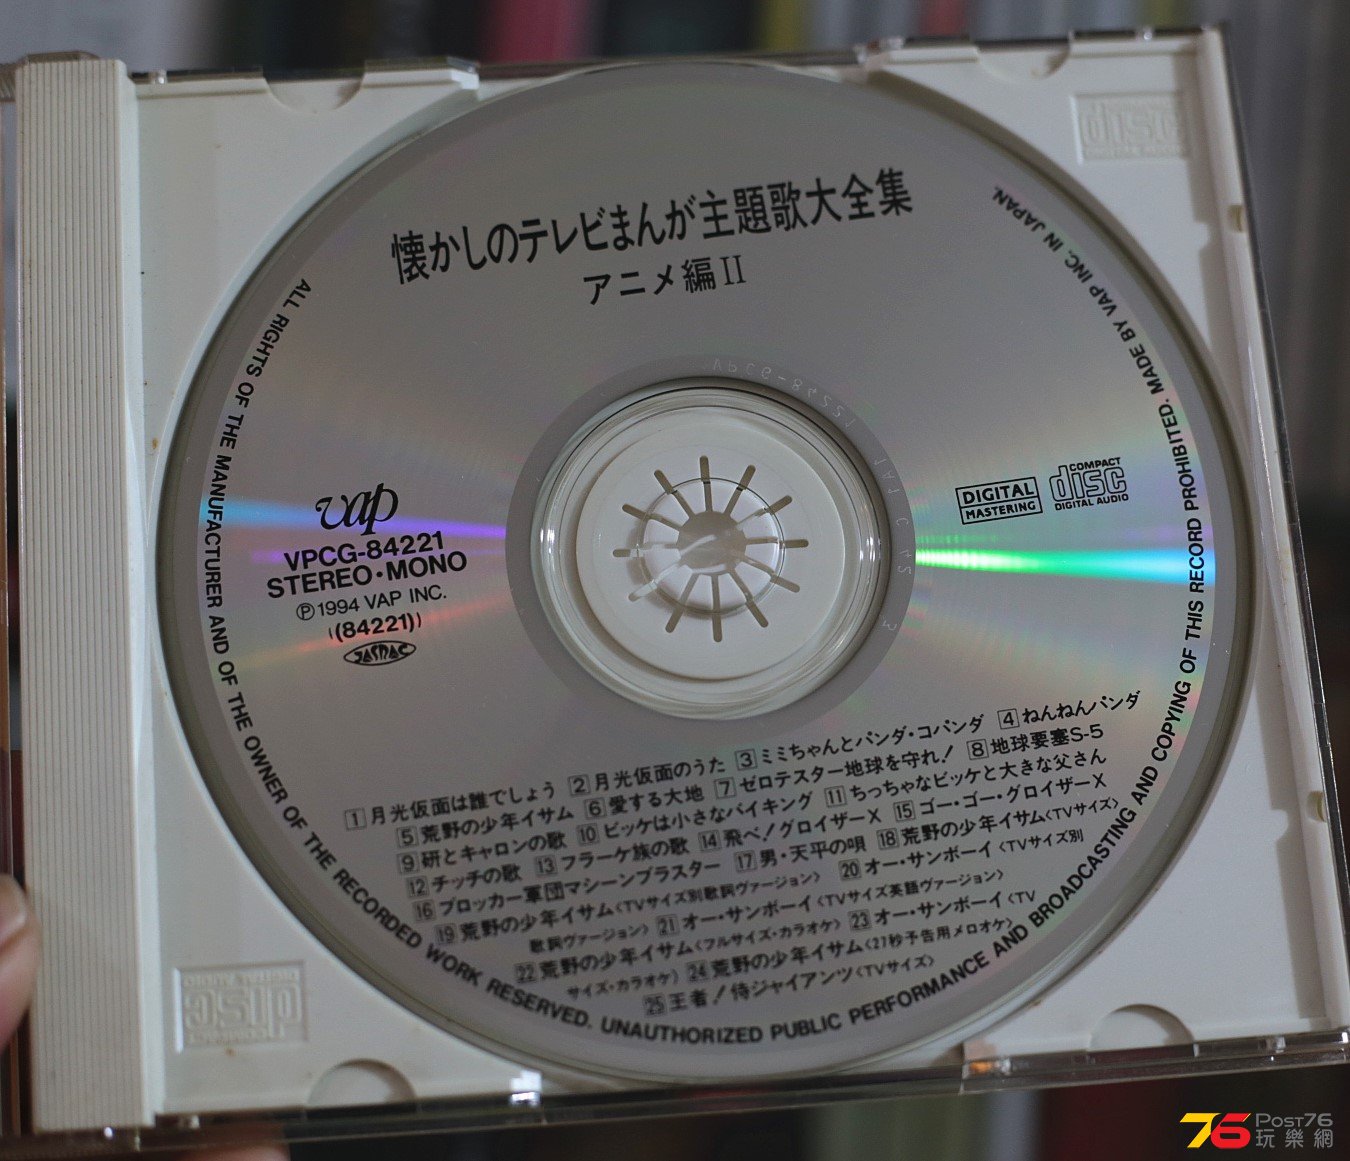 懐かしのテレビまんが主題歌大全集
アニメ編II
ALL RIGHTS OF THE MANUFACTURER AND OF THE OWNER OF THE RECORDED WORK RESERVED. UNAUTHORIZED PUBLIC PERFORMANCE AND BROADCASTING AND COPYING OF THIS RECORD PROHIBITED. MADE BY VAP INC. IN JAPAN.
vap
VPCG-84221
STEREO・MONO
Ⓟ1994 VAP INC.
(84221)
JASRAC
DIGITAL
MASTERING
COMPACT
disc
DIGITAL AUDIO
1 月光仮面は誰でしょう 2 月光仮面のうた 3 ミミちゃんとパンダ・コパンダ 4 ねんねんパンダ
5 荒野の少年イサム 6 愛する大地 7 ゼロテスター地球を守れ! 8 地球要塞S-5
9 研とキャロンの歌 10 ビッケは小さなバイキング 11 ちっちゃなビッケと大きな父さん
12 チッチの歌 13 フラーケ族の歌 14 飛べ!グロイザーX 15 ゴー・ゴー・グロイザーX
16 ブロッカー軍団マシーンブラスター 17 男・天平の唄 18 荒野の少年イサム〈TVサイズ〉
19 荒野の少年イサム〈TVサイズ別歌詞ヴァージョン〉 20 オー・サンボーイ〈TVサイズ別
歌詞ヴァージョン〉 21 オー・サンボーイ〈TVサイズ英語ヴァージョン〉
22 荒野の少年イサム〈フルサイズ・カラオケ〉 23 オー・サンボーイ〈TV
サイズ・カラオケ〉 24 荒野の少年イサム〈27秒予告用メロオケ〉
25 王者!侍ジャイアンツ〈TVサイズ〉
disc
disc
DIGITAL AUDIO
76 POST76
玩樂網